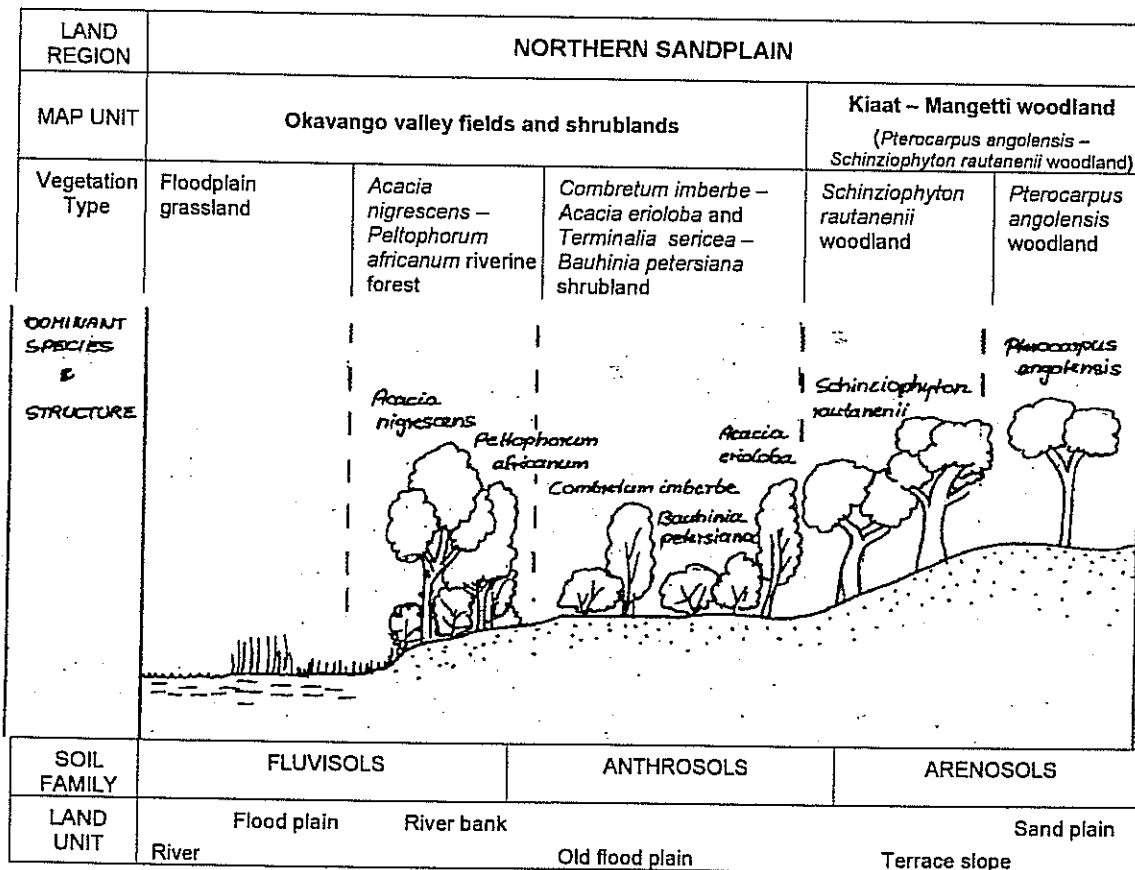 LAND
REGION
NORTHERN SANDPLAIN
MAP UNIT
Okavango valley fields and shrublands
Kiaat – Mangetti woodland
(Pterocarpus angolensis –
Schinziophyton rautanenii woodland)
Vegetation
Type
Floodplain
grassland
Acacia
nigrescens –
Peltophorum
africanum riverine
forest
Combretum imberbe –
Acacia erioloba and
Terminalia sericea –
Bauhinia petersiana
shrubland
Schinziophyton
rautanenii
woodland
Pterocarpus
angolensis
woodland
DOMINANT
SPECIES
&
STRUCTURE
Acacia
nigrescens
Peltophorum
africanum
Combretum imberbe
Bauhinia
petersiana
Acacia
erioloba
Schinziophyton
rautanenii
Pterocarpus
angolensis
SOIL
FAMILY
FLUVISOLS
ANTHROSOLS
ARENOSOLS
LAND
UNIT
River
Flood plain
River bank
Old flood plain
Terrace slope
Sand plain